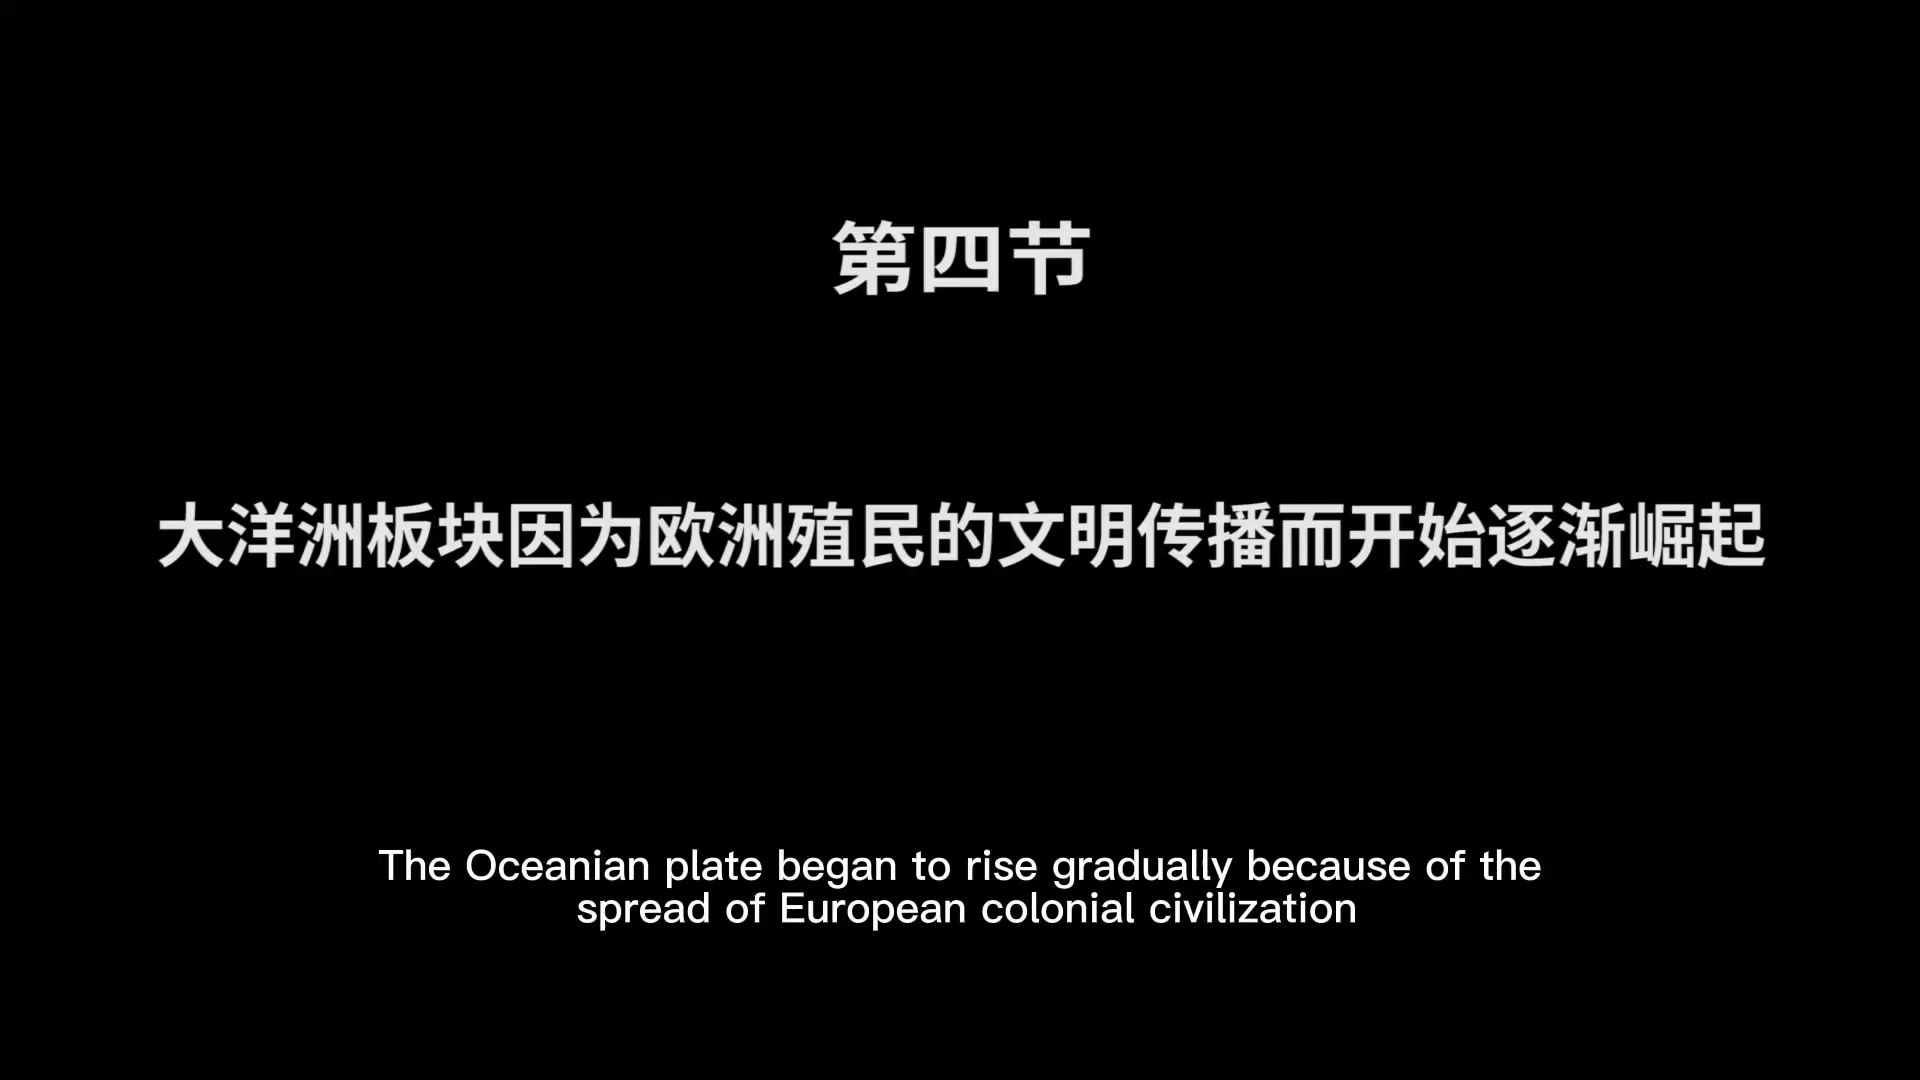 第四节
大洋洲板块因为欧洲殖民的文明传播而开始逐渐崛起
The Oceanian plate began to rise gradually because of the
spread of European colonial civilization